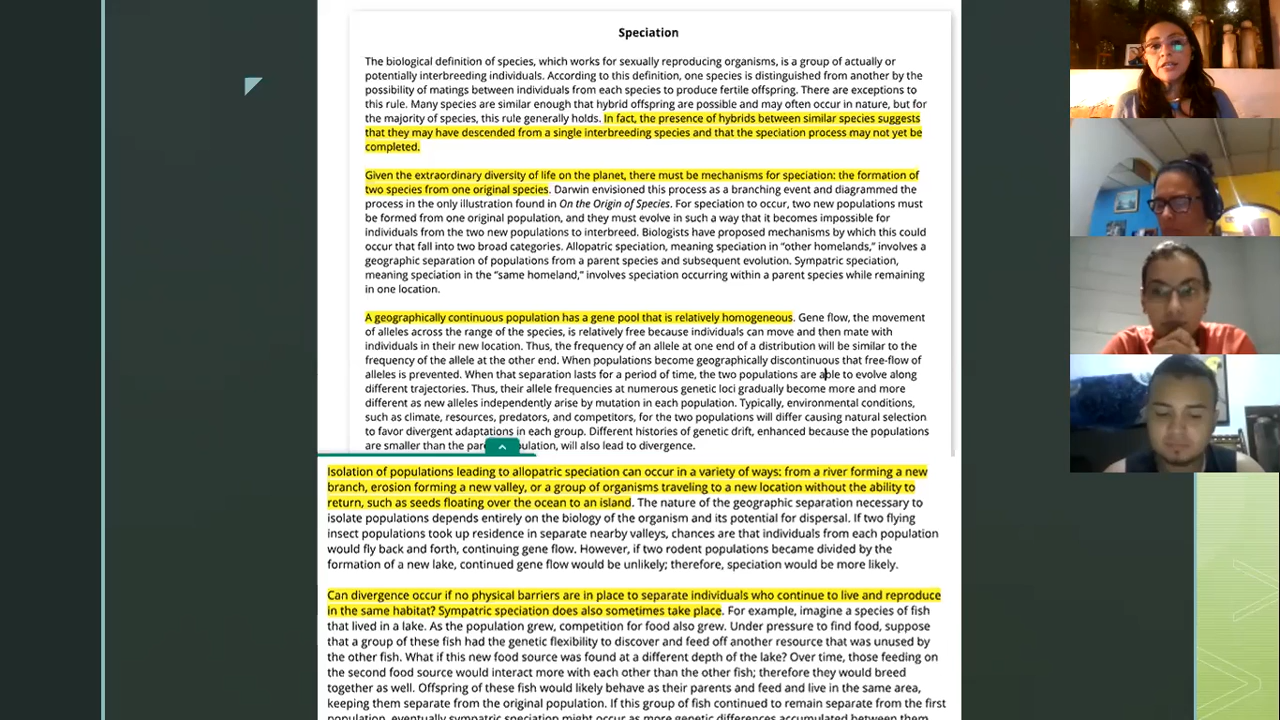 Speciation
The biological definition of species, which works for sexually reproducing organisms, is a group of actually or
potentially interbreeding individuals. According to this definition, one species is distinguished from another by the
possibility of matings between individuals from each species to produce fertile offspring. There are exceptions to
this rule. Many species are similar enough that hybrid offspring are possible and may often occur in nature, but for
the majority of species, this rule generally holds. In fact, the presence of hybrids between similar species suggests
that they may have descended from a single interbreeding species and that the speciation process may not yet be
completed.
Given the extraordinary diversity of life on the planet, there must be mechanisms for speciation: the formation of
two species from one original species. Darwin envisioned this process as a branching event and diagrammed the
process in the only illustration found in On the Origin of Species. For speciation to occur, two new populations must
be formed from one original population, and they must evolve in such a way that it becomes impossible for
individuals from the two new populations to interbreed. Biologists have proposed mechanisms by which this could
occur that fall into two broad categories. Allopatric speciation, meaning speciation in “other homelands,” involves a
geographic separation of populations from a parent species and subsequent evolution. Sympatric speciation,
meaning speciation in the “same homeland,” involves speciation occurring within a parent species while remaining
in one location.
A geographically continuous population has a gene pool that is relatively homogeneous. Gene flow, the movement
of alleles across the range of the species, is relatively free because individuals can move and then mate with
individuals in their new location. Thus, the frequency of an allele at one end of a distribution will be similar to the
frequency of the allele at the other end. When populations become geographically discontinuous that free-flow of
alleles is prevented. When that separation lasts for a period of time, the two populations are able to evolve along
different trajectories. Thus, their allele frequencies at numerous genetic loci gradually become more and more
different as new alleles independently arise by mutation in each population. Typically, environmental conditions,
such as climate, resources, predators, and competitors, for the two populations will differ causing natural selection
to favor divergent adaptations in each group. Different histories of genetic drift, enhanced because the populations
are smaller than the will also lead to divergence.
Isolation of populations leading to allopatric speciation can occur in a variety of ways: from a river forming a new
branch, erosion forming a new valley, or a group of organisms traveling to a new location without the ability to
return, such as seeds floating over the ocean to an island. The nature of the geographic separation necessary to
isolate populations depends entirely on the biology of the organism and its potential for dispersal. If two flying
insect populations took up residence in separate nearby valleys, chances are that individuals from each population
would fly back and forth, continuing gene flow. However, if two rodent populations became divided by the
formation of a new lake, continued gene flow would be unlikely; therefore, speciation would be more likely.
Can divergence occur if no physical barriers are in place to separate individuals who continue to live and reproduce
in the same habitat? Sympatric speciation does also sometimes take place. For example, imagine a species of fish
that lived in a lake. As the population grew, competition for food also grew. Under pressure to find food, suppose
that a group of these fish had the genetic flexibility to discover and feed off another resource that was unused by
the other fish. What if this new food source was found at a different depth of the lake? Over time, those feeding on
the second food source would interact more with each other than the other fish; therefore they would breed
together as well. Offspring of these fish would likely behave as their parents and feed and live in the same area,
keeping them separate from the original population. If this group of fish continued to remain separate from the first
population, eventually sympatric speciation might occur as more genetic differences accumulated between them.